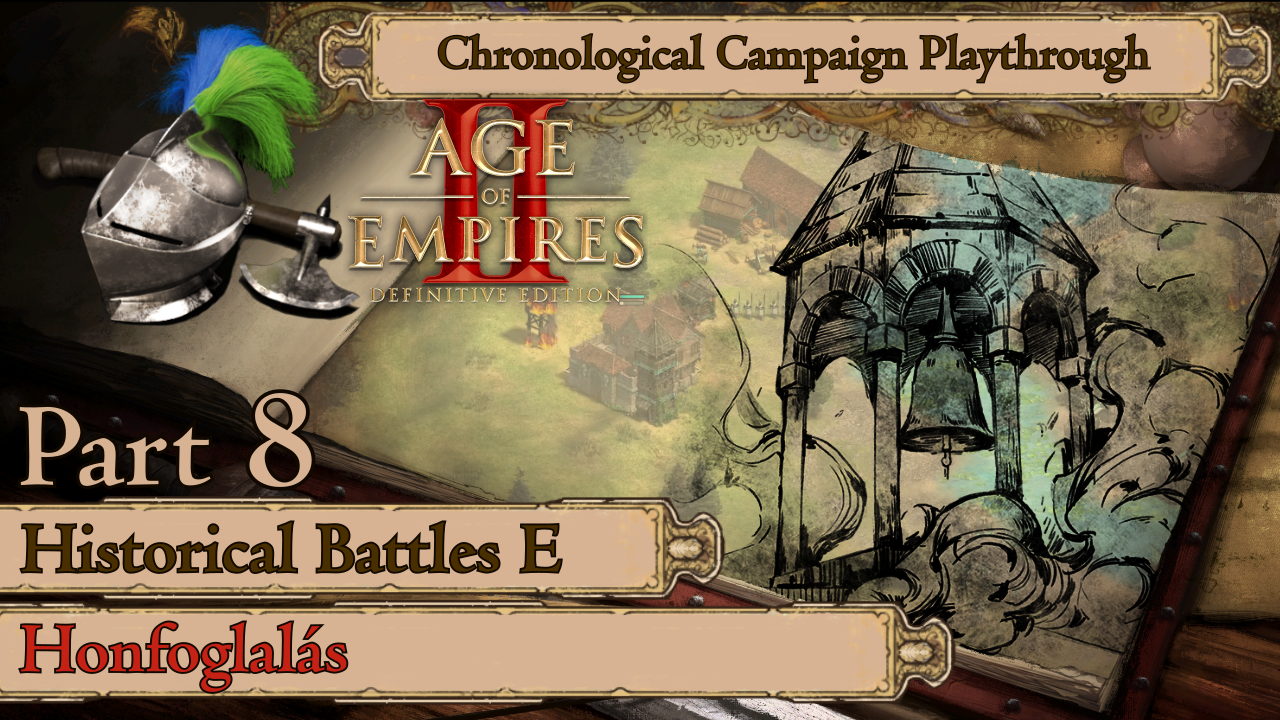 Chronological Campaign Playthrough
II
AGE
OF
EMPIRES
DEFINITIVE EDITION
Part 8
Historical Battles E
Honfoglalás